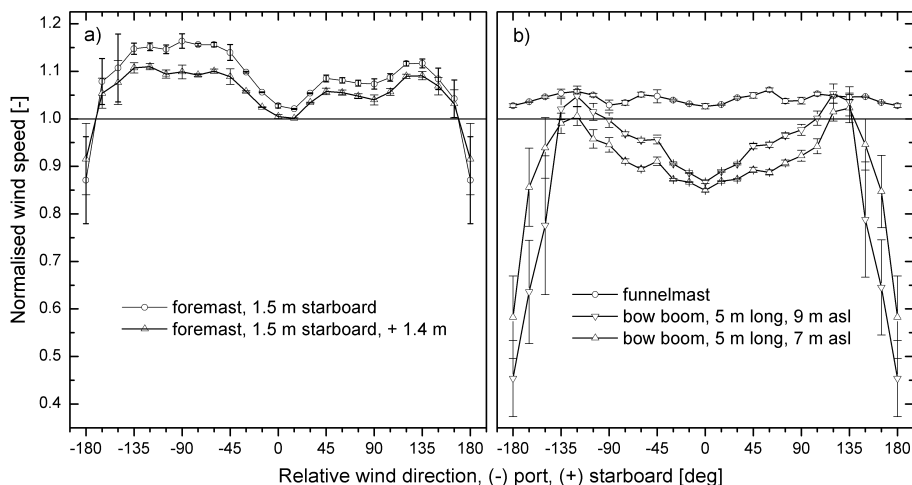 a)
b)
1.2
1.1
1.0
0.9
0.8
0.7
0.6
0.5
0.4
Normalised wind speed [-]
foremast, 1.5 m starboard
foremast, 1.5 m starboard, + 1.4 m
funnelmast
bow boom, 5 m long, 9 m asl
bow boom, 5 m long, 7 m asl
-180 -135 -90 -45 0 45 90 135 180
-180 -135 -90 -45 0 45 90 135 180
Relative wind direction, (-) port, (+) starboard [deg]